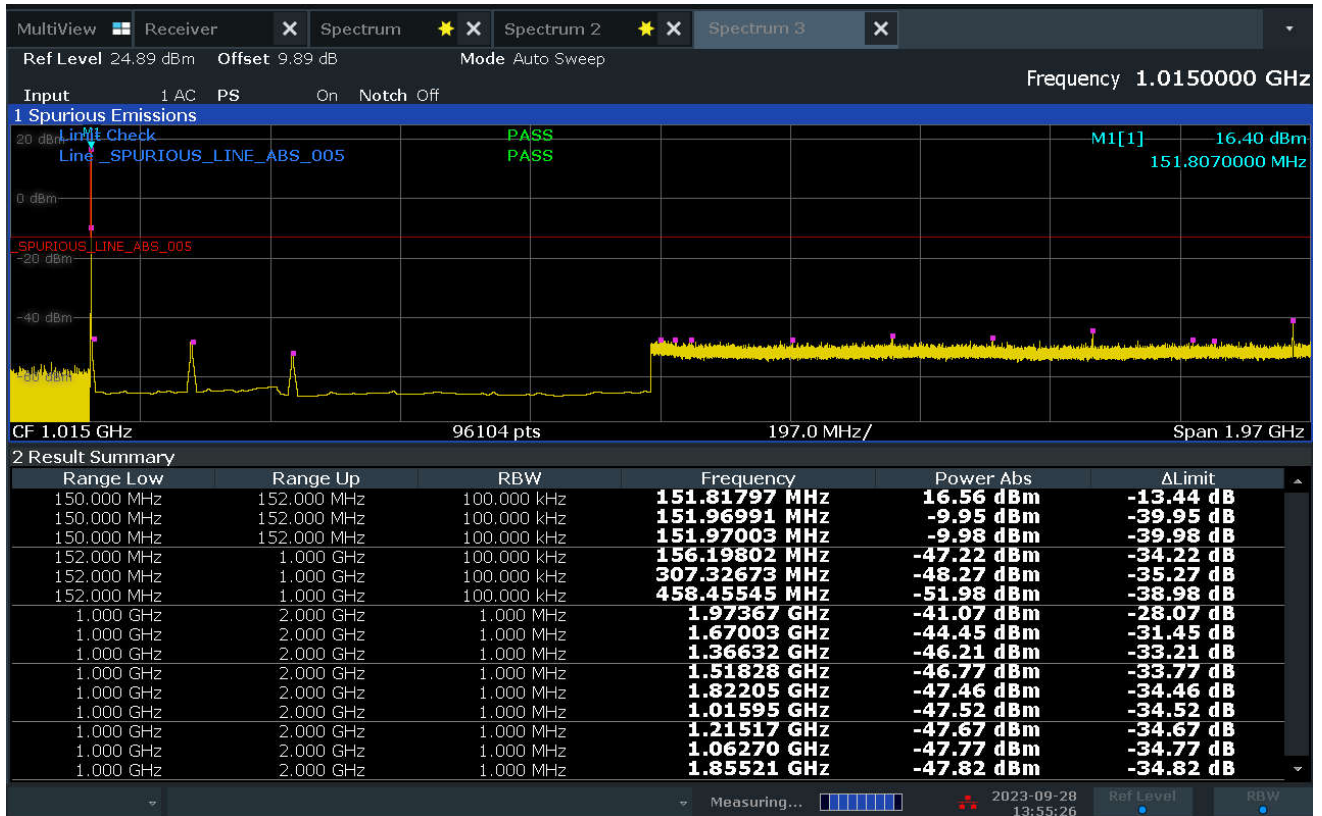 MultiView Receiver Spectrum Spectrum 2 Spectrum 3
Ref Level 24.89 dBm Offset 9.89 dB Mode Auto Sweep
Frequency 1.0150000 GHz
Input 1 AC PS On Notch Off
1 Spurious Emissions
20 dBm Limit Check PASS M1[1] 16.40 dBm
M1
Line _SPURIOUS_LINE_ABS_005 PASS 151.8070000 MHz
0 dBm
_SPURIOUS_LINE_ABS_005
-20 dBm
-40 dBm
-60 dBm
CF 1.015 GHz 96104 pts 197.0 MHz/ Span 1.97 GHz
2 Result Summary
Range Low Range Up RBW Frequency Power Abs ΔLimit
150.000 MHz 152.000 MHz 100.000 kHz 151.81797 MHz 16.56 dBm -13.44 dB
150.000 MHz 152.000 MHz 100.000 kHz 151.96991 MHz -9.95 dBm -39.95 dB
150.000 MHz 152.000 MHz 100.000 kHz 151.97003 MHz -9.98 dBm -39.98 dB
152.000 MHz 1.000 GHz 100.000 kHz 156.19802 MHz -47.22 dBm -34.22 dB
152.000 MHz 1.000 GHz 100.000 kHz 307.32673 MHz -48.27 dBm -35.27 dB
152.000 MHz 1.000 GHz 100.000 kHz 458.45545 MHz -51.98 dBm -38.98 dB
1.000 GHz 2.000 GHz 1.000 MHz 1.97367 GHz -41.07 dBm -28.07 dB
1.000 GHz 2.000 GHz 1.000 MHz 1.67003 GHz -44.45 dBm -31.45 dB
1.000 GHz 2.000 GHz 1.000 MHz 1.36632 GHz -46.21 dBm -33.21 dB
1.000 GHz 2.000 GHz 1.000 MHz 1.51828 GHz -46.77 dBm -33.77 dB
1.000 GHz 2.000 GHz 1.000 MHz 1.82205 GHz -47.46 dBm -34.46 dB
1.000 GHz 2.000 GHz 1.000 MHz 1.01595 GHz -47.52 dBm -34.52 dB
1.000 GHz 2.000 GHz 1.000 MHz 1.21517 GHz -47.67 dBm -34.67 dB
1.000 GHz 2.000 GHz 1.000 MHz 1.06270 GHz -47.77 dBm -34.77 dB
1.000 GHz 2.000 GHz 1.000 MHz 1.85521 GHz -47.82 dBm -34.82 dB
Measuring... 2023-09-28 Ref Level RBW
13:55:26